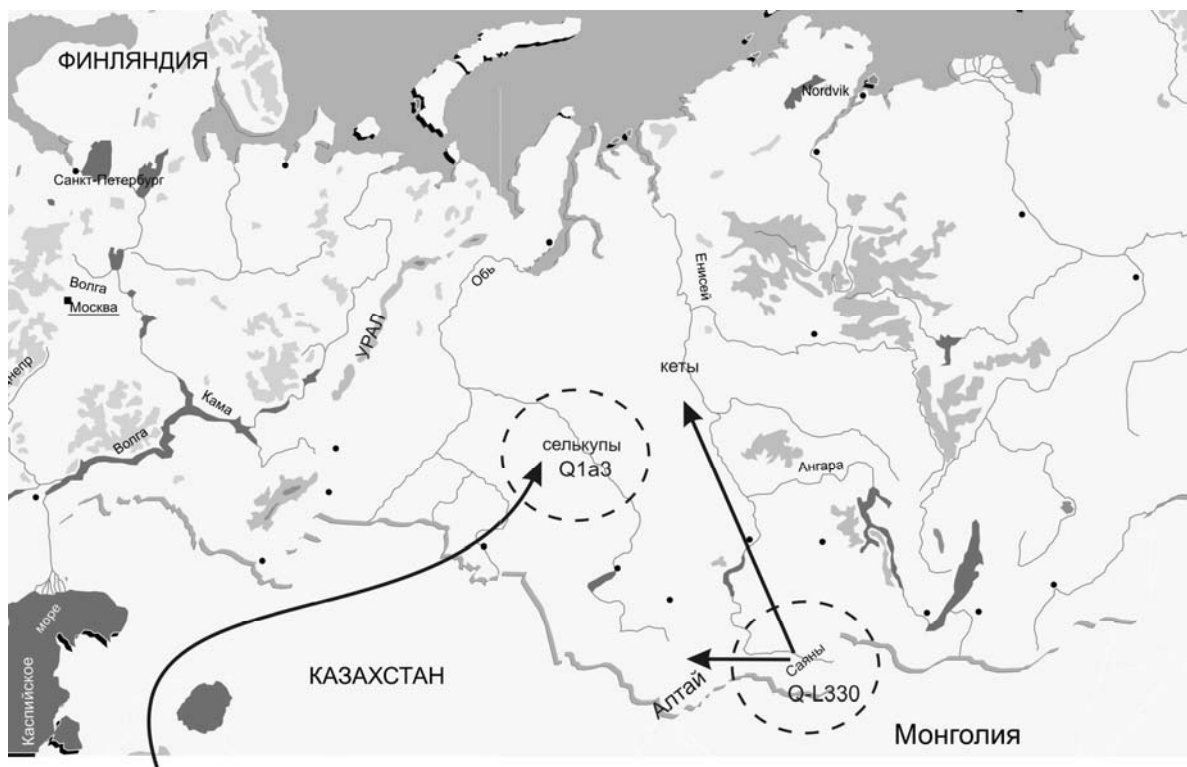 ФИНЛЯНДИЯ
Nordvik
Санкт-Петербург
Обь
Енисей
Волга
Москва
УРАЛ
кеты
Кама
Волга
селькупы
Q1a3
Ангара
Каспийское
море
КАЗАХСТАН
Алтай
Саяны
Q-L330
Монголия